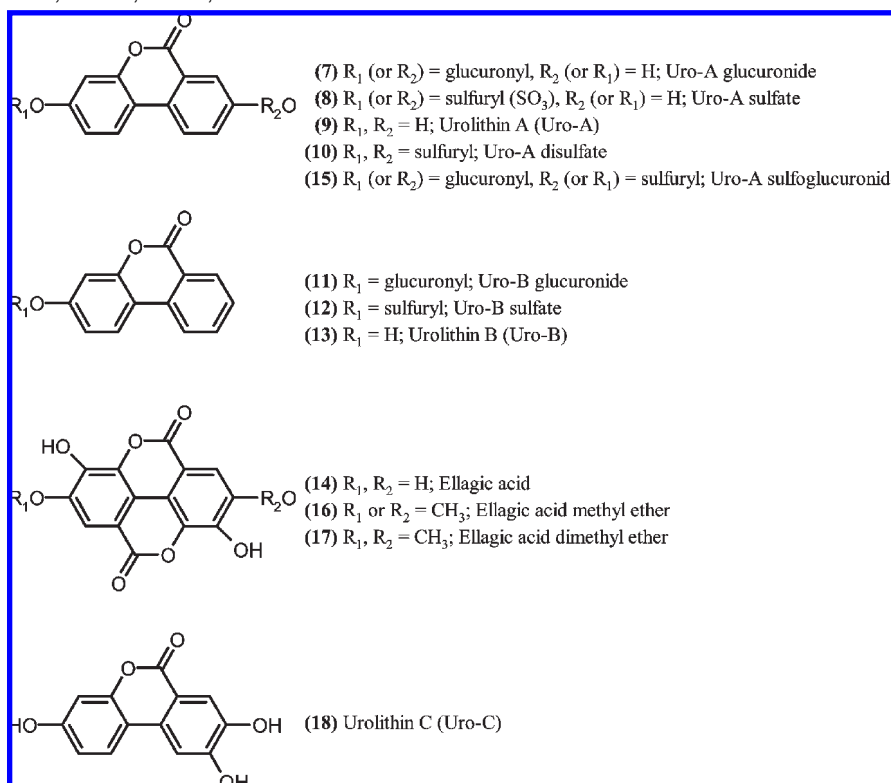 O
O
R₁O
R₂O
(7) R₁ (or R₂) = glucuronyl, R₂ (or R₁) = H; Uro-A glucuronide
(8) R₁ (or R₂) = sulfuryl (SO₃), R₂ (or R₁) = H; Uro-A sulfate
(9) R₁, R₂ = H; Urolithin A (Uro-A)
(10) R₁, R₂ = sulfuryl; Uro-A disulfate
(15) R₁ (or R₂) = glucuronyl, R₂ (or R₁) = sulfuryl; Uro-A sulfoglucuronid
O
O
R₁O
(11) R₁ = glucuronyl; Uro-B glucuronide
(12) R₁ = sulfuryl; Uro-B sulfate
(13) R₁ = H; Urolithin B (Uro-B)
O
HO
O
R₁O
R₂O
O
OH
O
(14) R₁, R₂ = H; Ellagic acid
(16) R₁ or R₂ = CH₃; Ellagic acid methyl ether
(17) R₁, R₂ = CH₃; Ellagic acid dimethyl ether
O
O
HO
OH
OH
(18) Urolithin C (Uro-C)